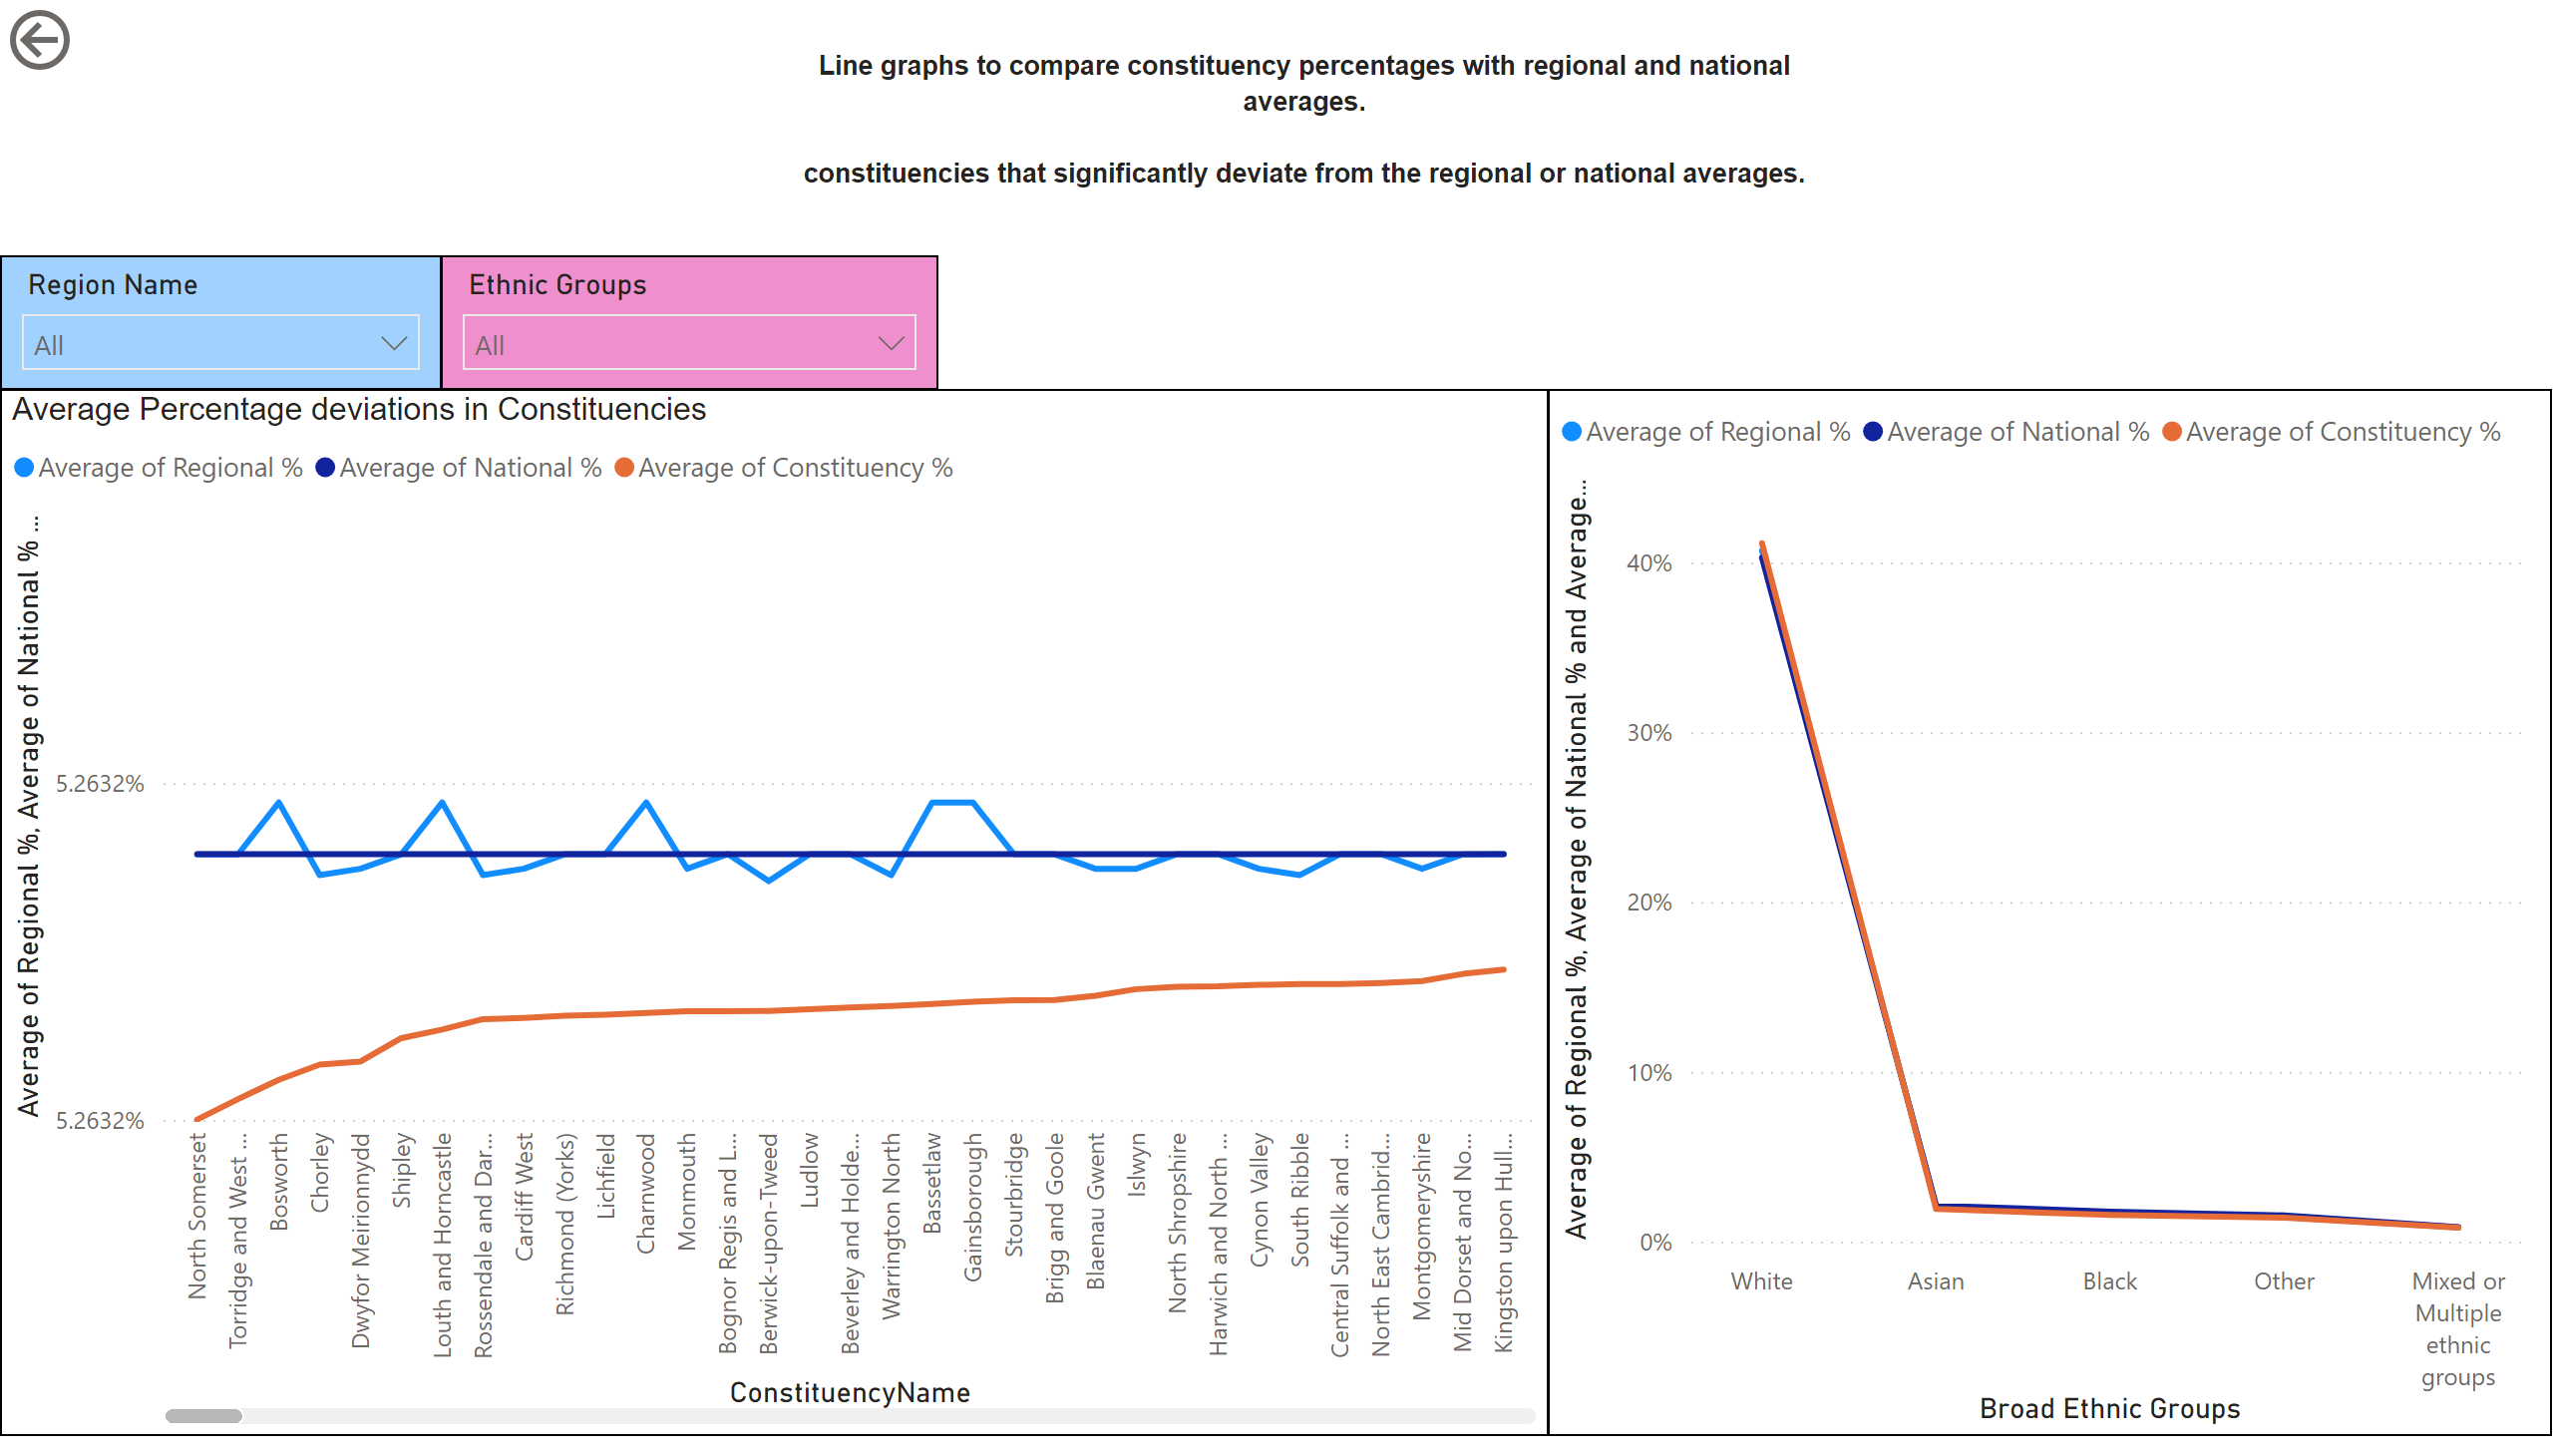 Line graphs to compare constituency percentages with regional and national
averages.
constituencies that significantly deviate from the regional or national averages.
Region Name
All
Ethnic Groups
All
Average Percentage deviations in Constituencies
Average of Regional %
Average of National %
Average of Constituency %
Average of Regional %, Average of National % ...
5.2632%
5.2632%
North Somerset
Torridge and West ...
Bosworth
Chorley
Dwyfor Meirionnydd
Shipley
Louth and Horncastle
Rossendale and Dar...
Cardiff West
Richmond (Yorks)
Lichfield
Charnwood
Monmouth
Bognor Regis and L...
Berwick-upon-Tweed
Ludlow
Beverley and Holde...
Warrington North
Bassetlaw
Gainsborough
Stourbridge
Brigg and Goole
Blaenau Gwent
Islwyn
North Shropshire
Harwich and North ...
Cynon Valley
South Ribble
Central Suffolk and ...
North East Cambrid...
Montgomeryshire
Mid Dorset and No...
Kingston upon Hull...
ConstituencyName
Average of Regional %
Average of National %
Average of Constituency %
Average of Regional %, Average of National % and Average...
40%
30%
20%
10%
0%
White
Asian
Black
Other
Mixed or
Multiple
ethnic
groups
Broad Ethnic Groups